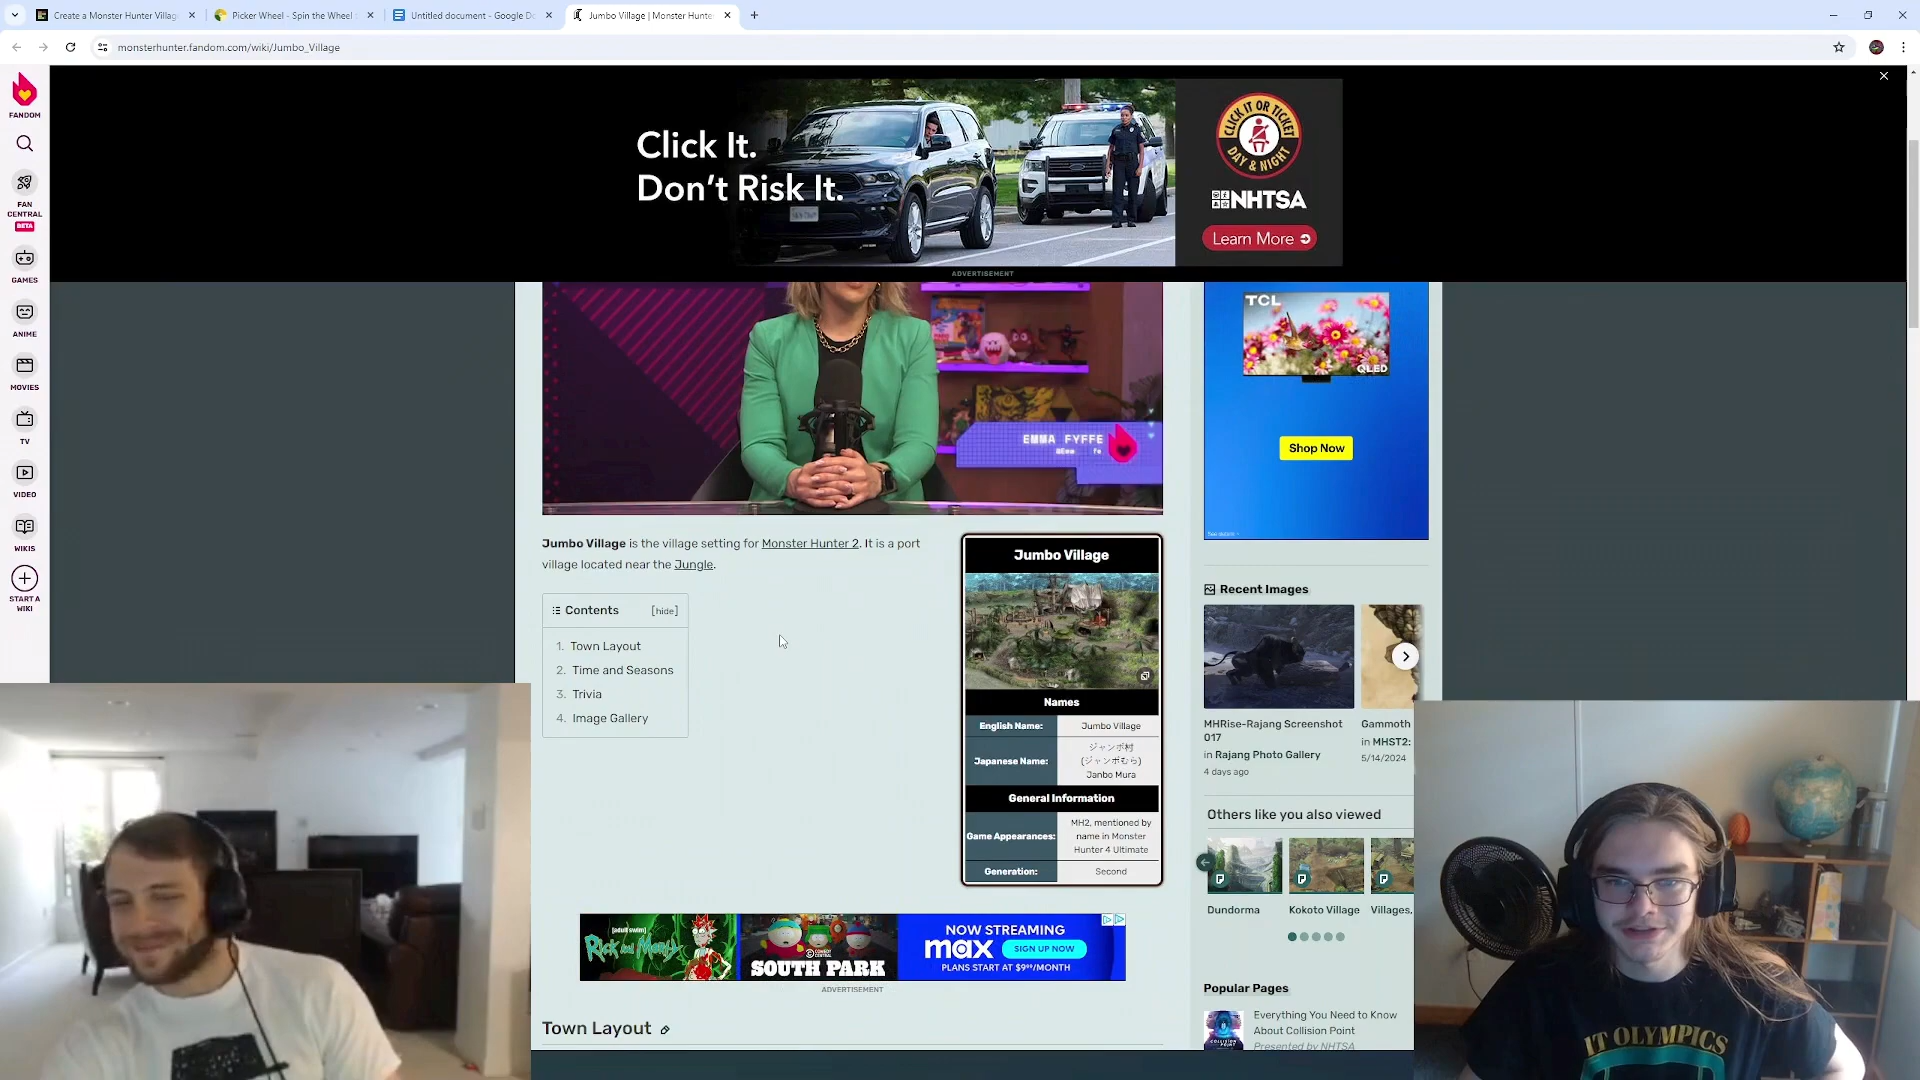 Create a Monster Hunter Villag
Picker Wheel - Spin the Wheel
Untitled document - Google Do
Jumbo Village | Monster Hunte
monsterhunter.fandom.com/wiki/Jumbo_Village
FANDOM
FAN CENTRAL
BETA
GAMES
ANIME
MOVIES
TV
VIDEO
WIKIS
START A WIKI
Click It.
Don't Risk It.
CLICK IT OR TICKET
DAY & NIGHT
NHTSA
Learn More
ADVERTISEMENT
TCL
QLED
Shop Now
EMMA FYFFE
Jumbo Village is the village setting for Monster Hunter 2. It is a port
village located near the Jungle.
Contents [hide]
1. Town Layout
2. Time and Seasons
3. Trivia
4. Image Gallery
Jumbo Village
Names
English Name: Jumbo Village
Japanese Name: ジャンボ村
(ジャンボむら)
Janbo Mura
General Information
Game Appearances: MH2, mentioned by
name in Monster
Hunter 4 Ultimate
Generation: Second
Recent Images
MHRise-Rajang Screenshot
017
in Rajang Photo Gallery
4 days ago
Gammoth
in MHST2:
5/14/2024
Others like you also viewed
Dundorma
Kokoto Village
Villages,
[adult swim]
Rick and Morty
COMEDY CENTRAL
SOUTH PARK
NOW STREAMING
max SIGN UP NOW
PLANS START AT $9.99/MONTH
ADVERTISEMENT
Popular Pages
Everything You Need to Know
About Collision Point
Presented by NHTSA
Town Layout
IT OLYMPICS